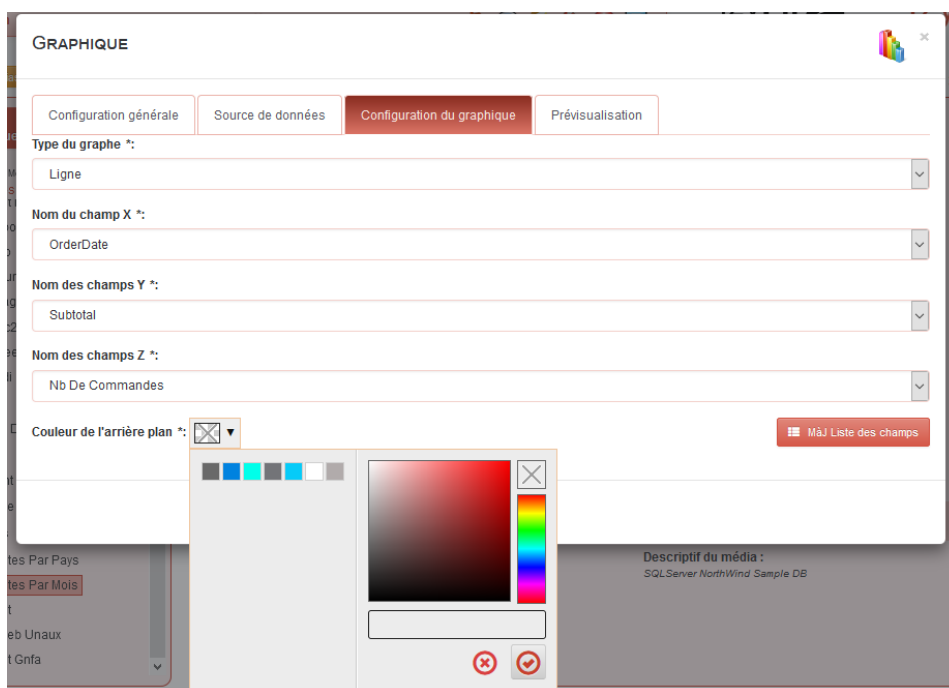 Graphique
×
Configuration générale
Source de données
Configuration du graphique
Prévisualisation
Type du graphe *:
Ligne
Nom du champ X *:
OrderDate
Nom des champs Y *:
Subtotal
Nom des champs Z *:
Nb De Commandes
Couleur de l'arrière plan *:
MàJ Liste des champs
tes Par Pays
tes Par Mois
t
eb Unaux
t Gnfa
Descriptif du média :
SQLServer NorthWind Sample DB